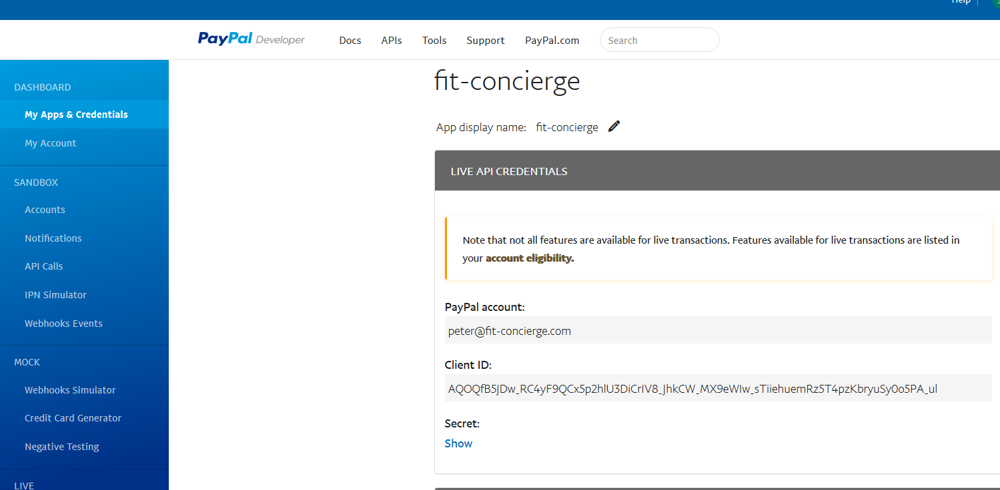 Help
PayPal Developer
Docs
APIs
Tools
Support
PayPal.com
Search
DASHBOARD
My Apps & Credentials
My Account
SANDBOX
Accounts
Notifications
API Calls
IPN Simulator
Webhooks Events
MOCK
Webhooks Simulator
Credit Card Generator
Negative Testing
LIVE
fit-concierge
App display name: fit-concierge
LIVE API CREDENTIALS
Note that not all features are available for live transactions. Features available for live transactions are listed in
your account eligibility.
PayPal account:
peter@fit-concierge.com
Client ID:
AQOQfB5JDw_RC4yF9QCx5p2hlU3DiCrIV8_JhkCW_MX9eWIw_sTiiehuemRz5T4pzKbryuSy0o5PA_ul
Secret:
Show